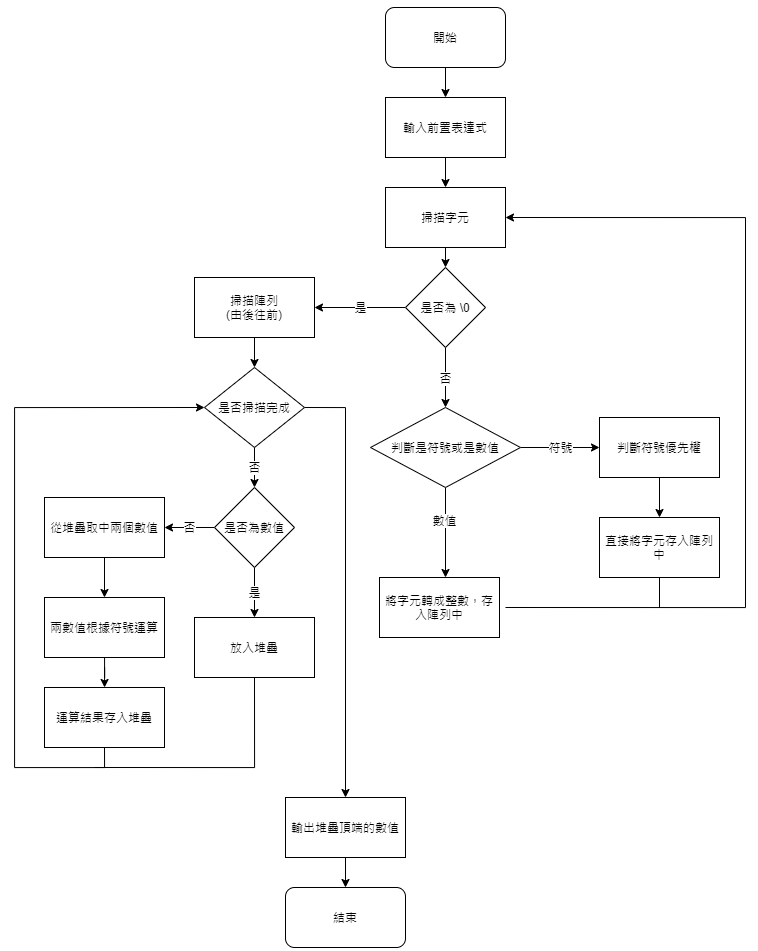 開始
輸入前置表達式
掃描字元
是否為 \0
是
掃描陣列
(由後往前)
否
是否掃描完成
判斷是符號或是數值
符號
判斷符號優先權
否
是否為數值
否
從堆疊取中兩個數值
數值
直接將字元存入陣列
中
是
兩數值根據符號運算
將字元轉成整數，存
入陣列中
放入堆疊
運算結果存入堆疊
輸出堆疊頂端的數值
結束